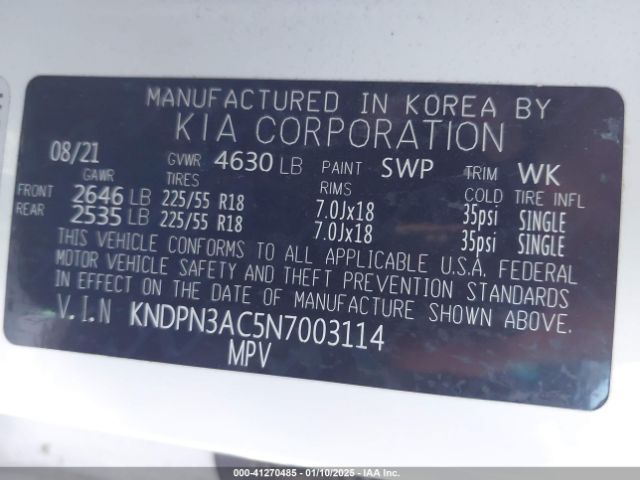 MANUFACTURED IN KOREA BY
KIA CORPORATION
08/21 GVWR 4630 LB PAINT SWP TRIM WK
GAWR TIRES RIMS COLD TIRE INFL
FRONT 2646 LB 225/55 R18 7.0Jx18 35psi SINGLE
REAR 2535 LB 225/55 R18 7.0Jx18 35psi SINGLE
THIS VEHICLE CONFORMS TO ALL APPLICABLE U.S.A. FEDERAL
MOTOR VEHICLE SAFETY AND THEFT PREVENTION STANDARDS
IN EFFECT ON THE DATE OF MANUFACTURE SHOWN ABOVE.
V.I.N KNDPN3AC5N7003114
MPV
© - 41270485 - 01/10/2025 - IAA HOLDINGS, LLC